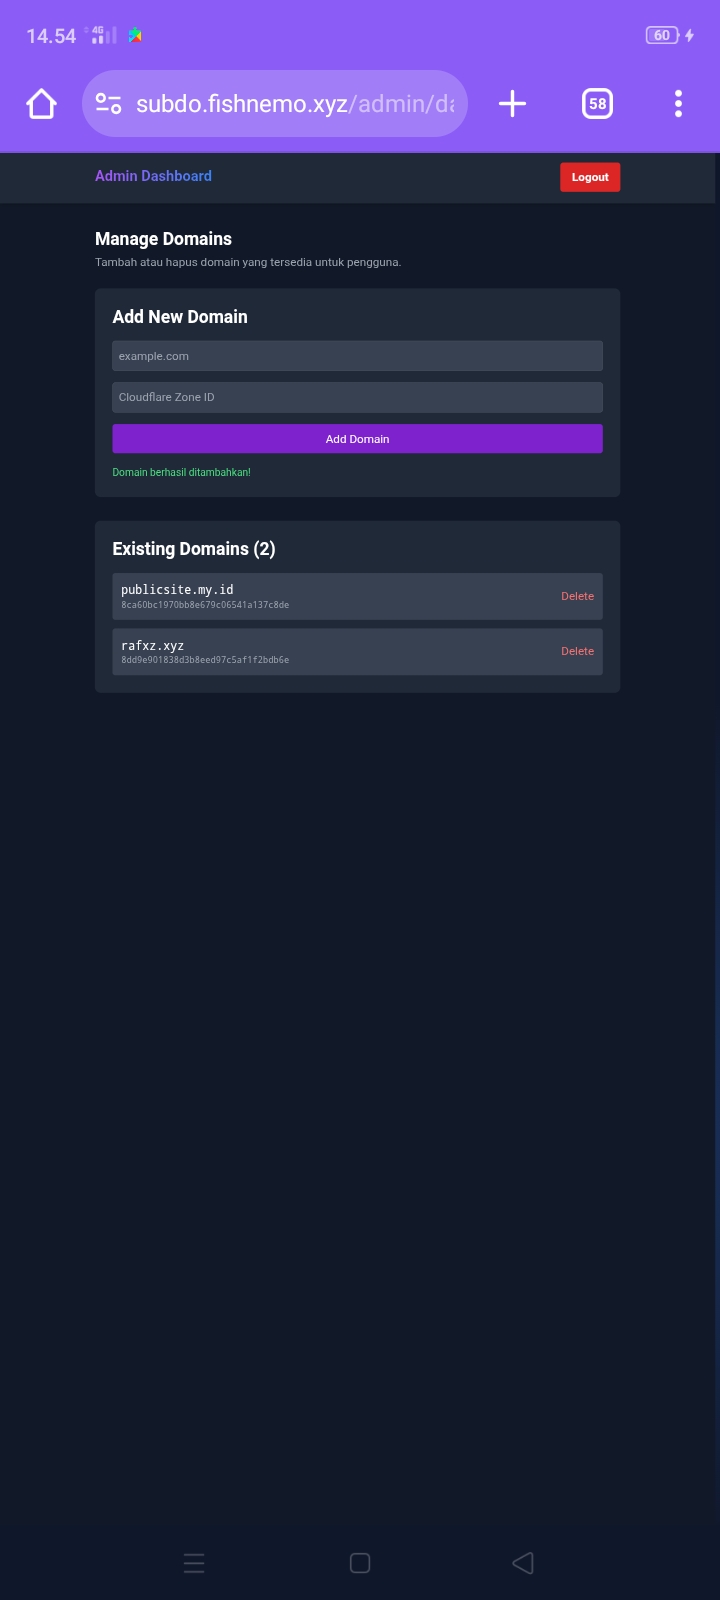 14.54
4G
60
subdo.fishnemo.xyz/admin/da
58
Admin Dashboard
Logout
Manage Domains
Tambah atau hapus domain yang tersedia untuk pengguna.
Add New Domain
example.com
Cloudflare Zone ID
Add Domain
Domain berhasil ditambahkan!
Existing Domains (2)
publicsite.my.id
8ca60bc1970bb8e679c06541a137c8de
Delete
rafxz.xyz
8dd9e901838d3b8eed97c5af1f2bdb6e
Delete